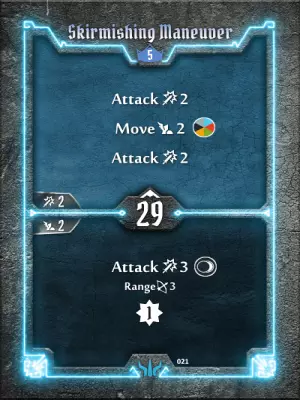 Skirmishing Maneuver
5
Attack 2
Move 2
Attack 2
2
29
2
Attack 3
Range 3
1
021